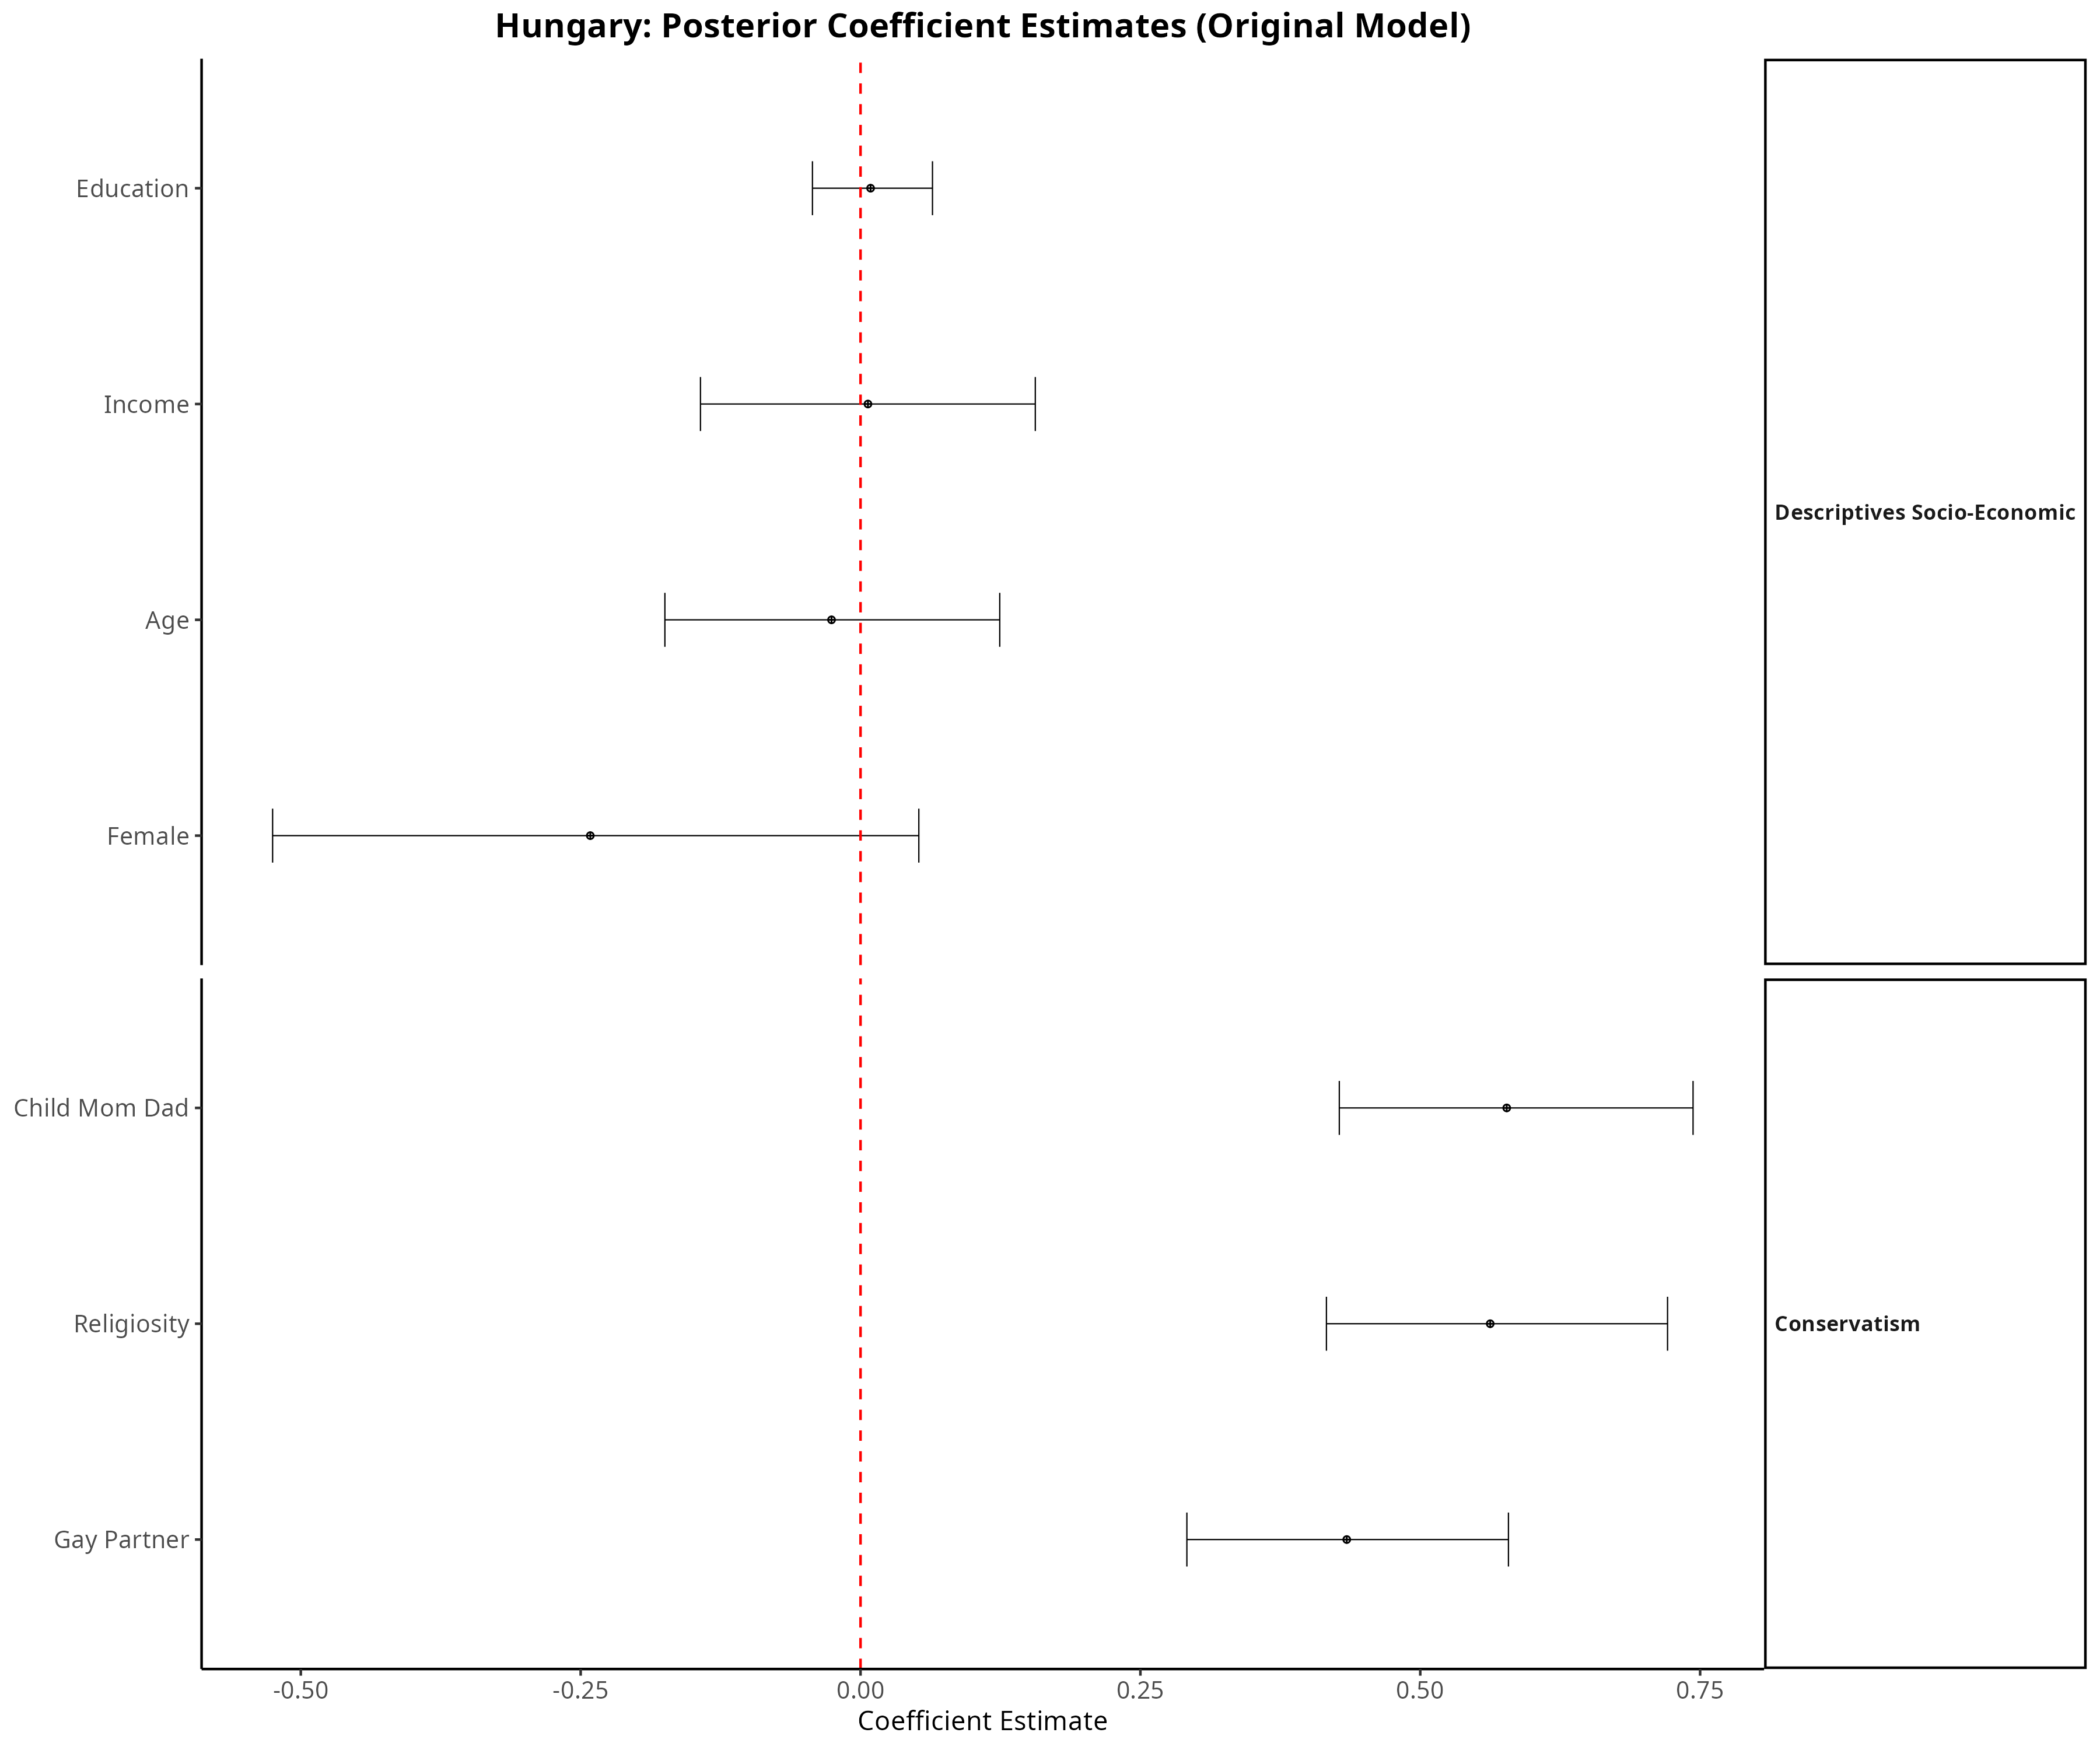 Hungary: Posterior Coefficient Estimates (Original Model)
Education
Income
Age
Female
Descriptives Socio-Economic
Child Mom Dad
Religiosity
Gay Partner
Conservatism
-0.50 -0.25 0.00 0.25 0.50 0.75
Coefficient Estimate